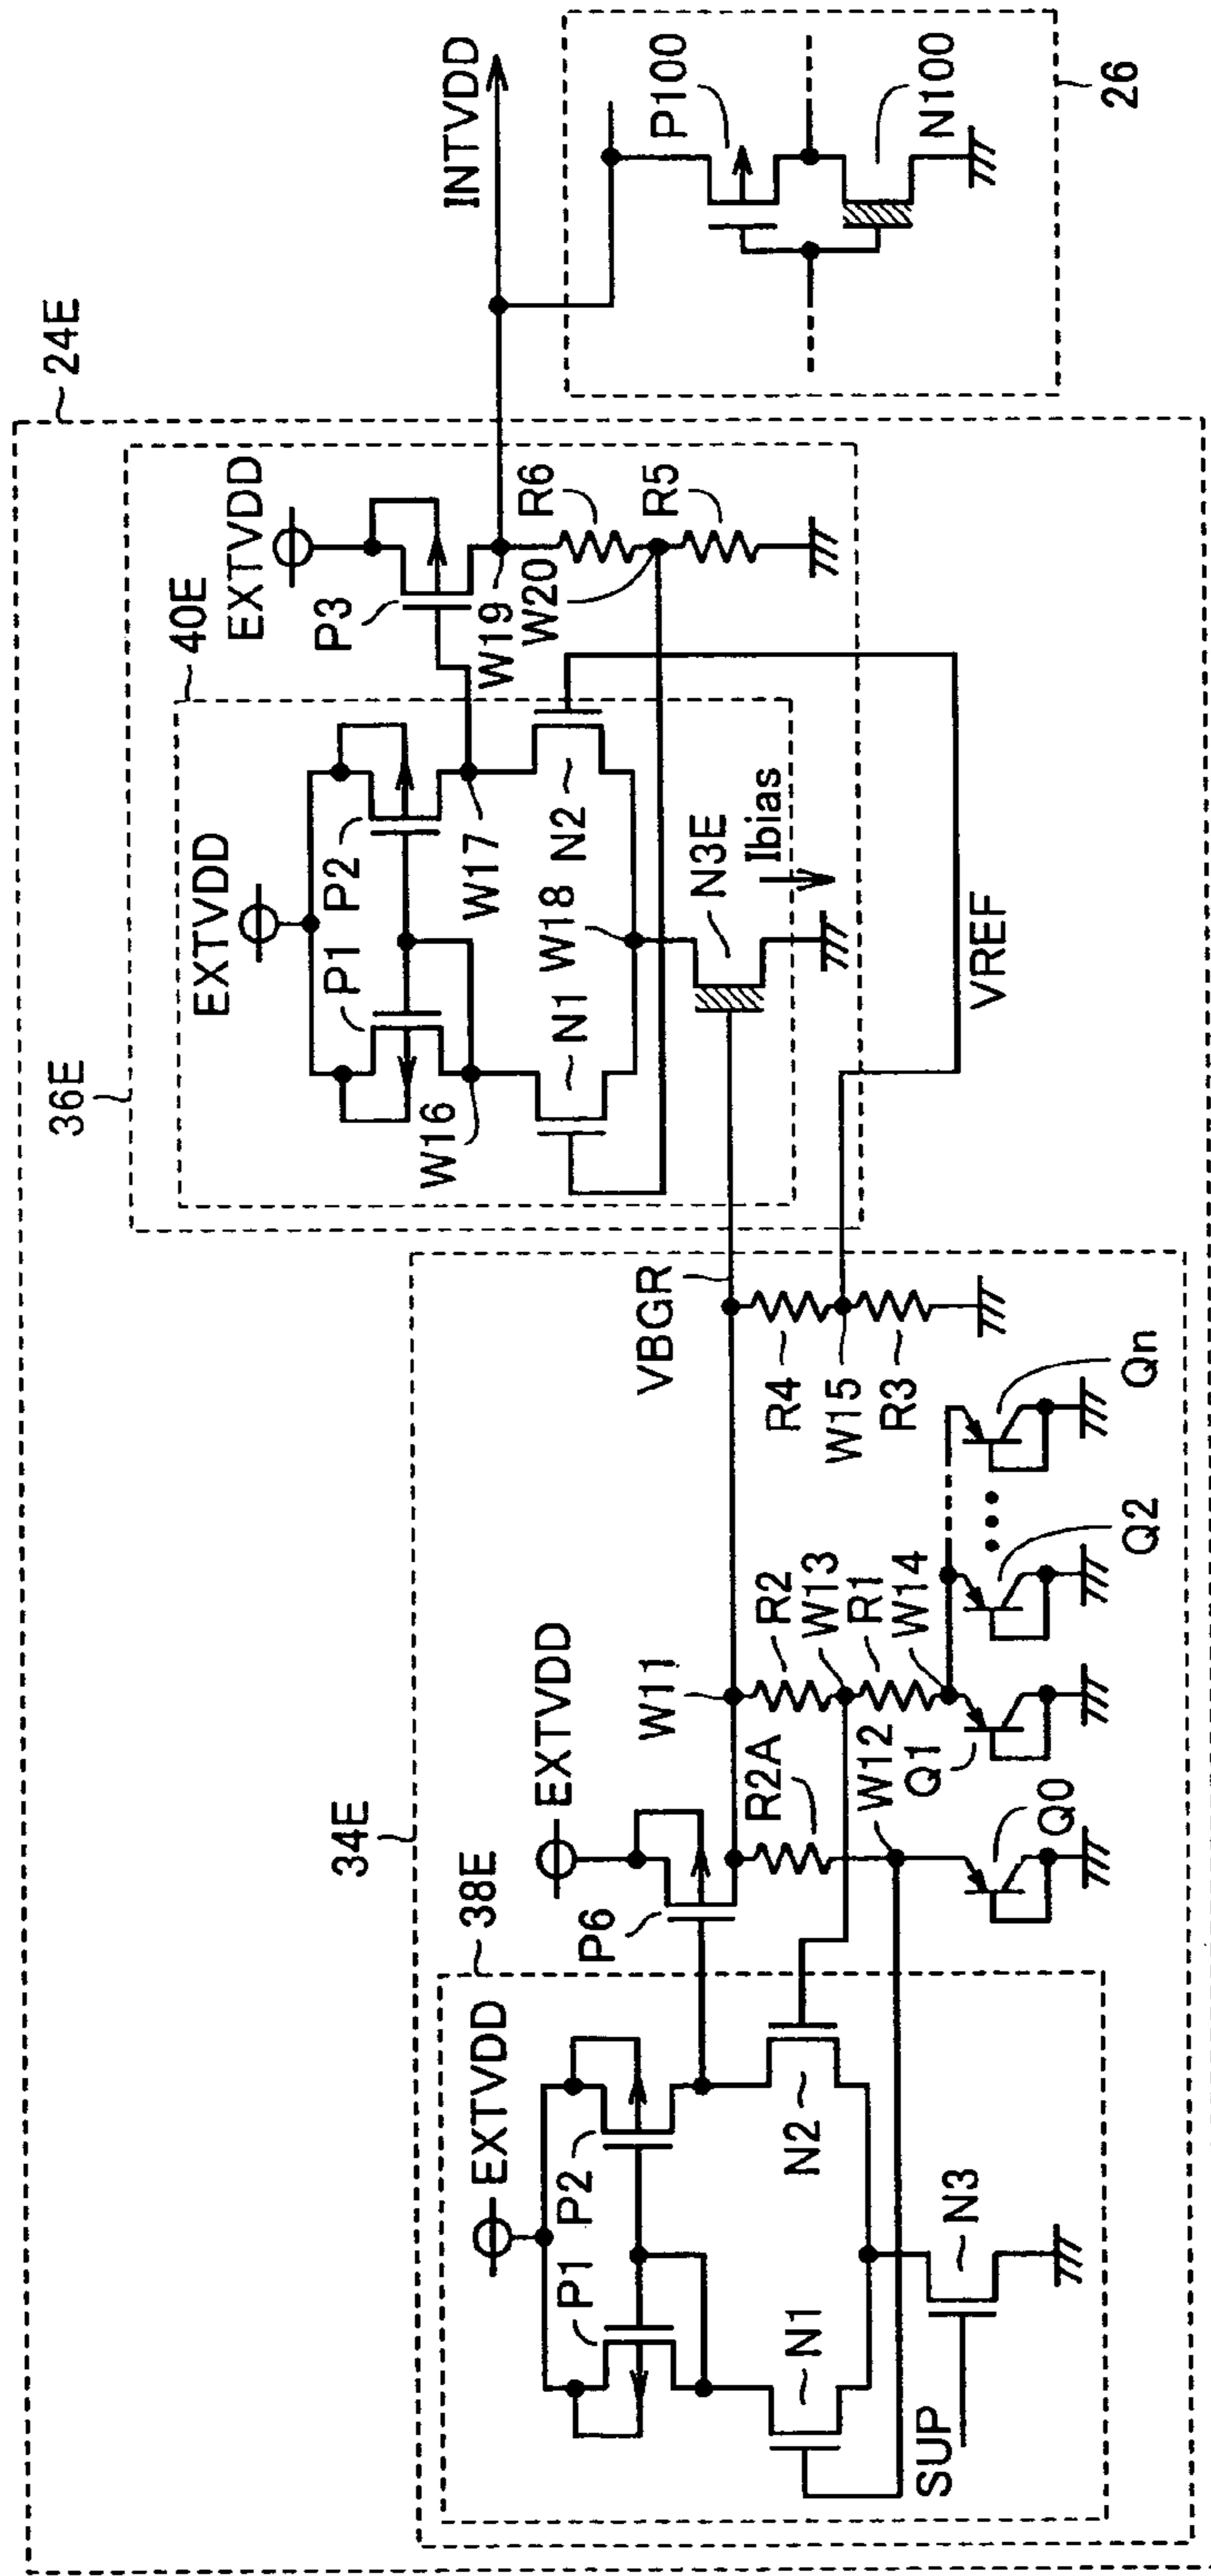 24E
36E
40E
EXTVDD
EXTVDD
INTVDD
P1
P2
P3
W16
W17
W19
W20
R6
R5
N1
W18
N2
N3E
Ibias
VREF
P100
N100
26
34E
38E
EXTVDD
EXTVDD
P1
P2
P6
N1
N2
N3
SUP
W11
VBGR
R2A
R2
W13
R1
W14
W12
Q1
Q0
Q2
Qn
R4
W15
R3